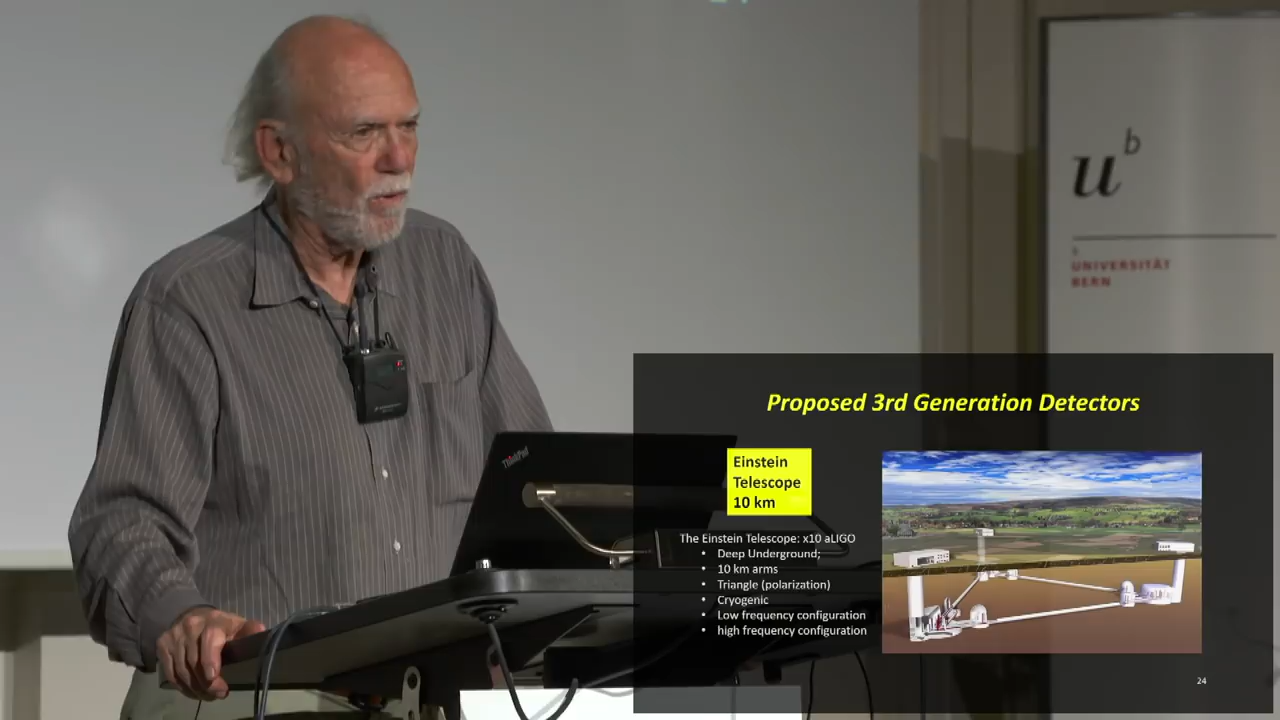 u
b
UNIVERSITÄT
BERN
ThinkPad
Proposed 3rd Generation Detectors
Einstein
Telescope
10 km
The Einstein Telescope: x10 aLIGO
• Deep Underground;
• 10 km arms
• Triangle (polarization)
• Cryogenic
• Low frequency configuration
• high frequency configuration
24